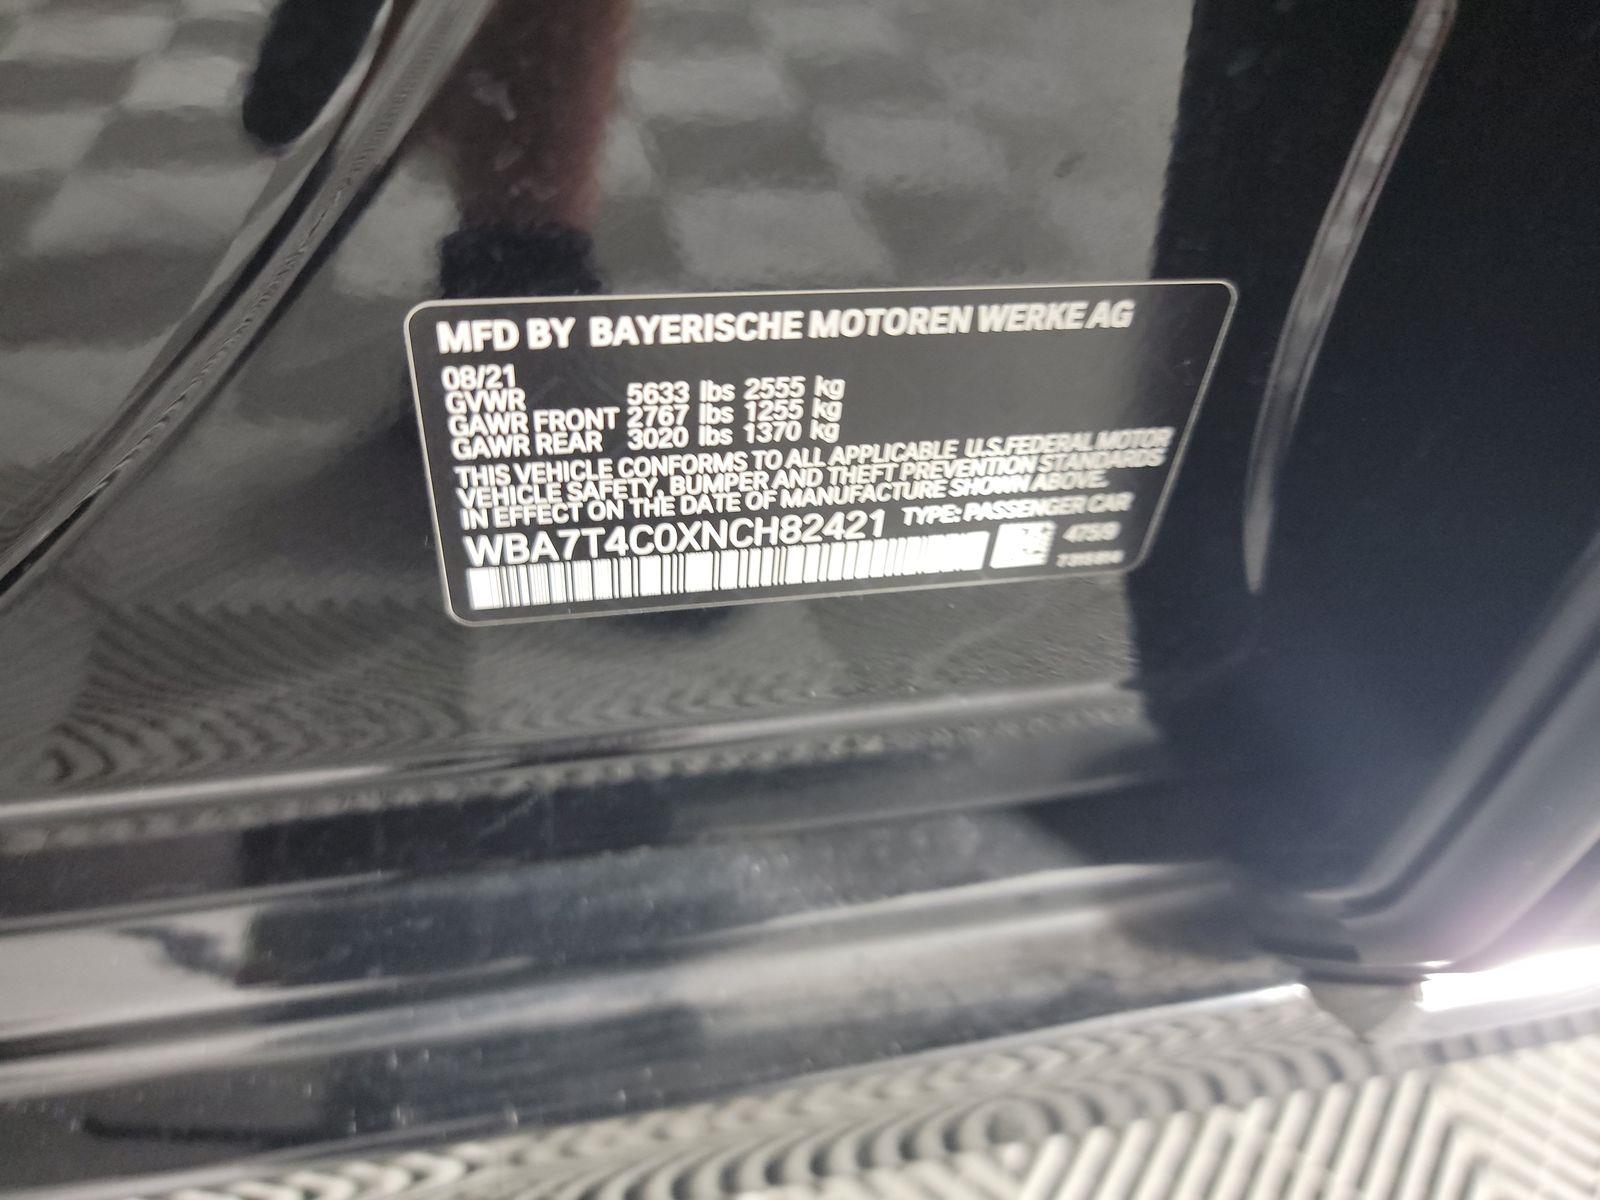 MFD BY BAYERISCHE MOTOREN WERKE AG
08/21
GVWR 5633 lbs 2555 kg
GAWR FRONT 2767 lbs 1255 kg
GAWR REAR 3020 lbs 1370 kg
THIS VEHICLE CONFORMS TO ALL APPLICABLE U.S.FEDERAL MOTOR
VEHICLE SAFETY, BUMPER AND THEFT PREVENTION STANDARDS
IN EFFECT ON THE DATE OF MANUFACTURE SHOWN ABOVE.
WBA7T4C0XNCH82421 TYPE: PASSENGER CAR